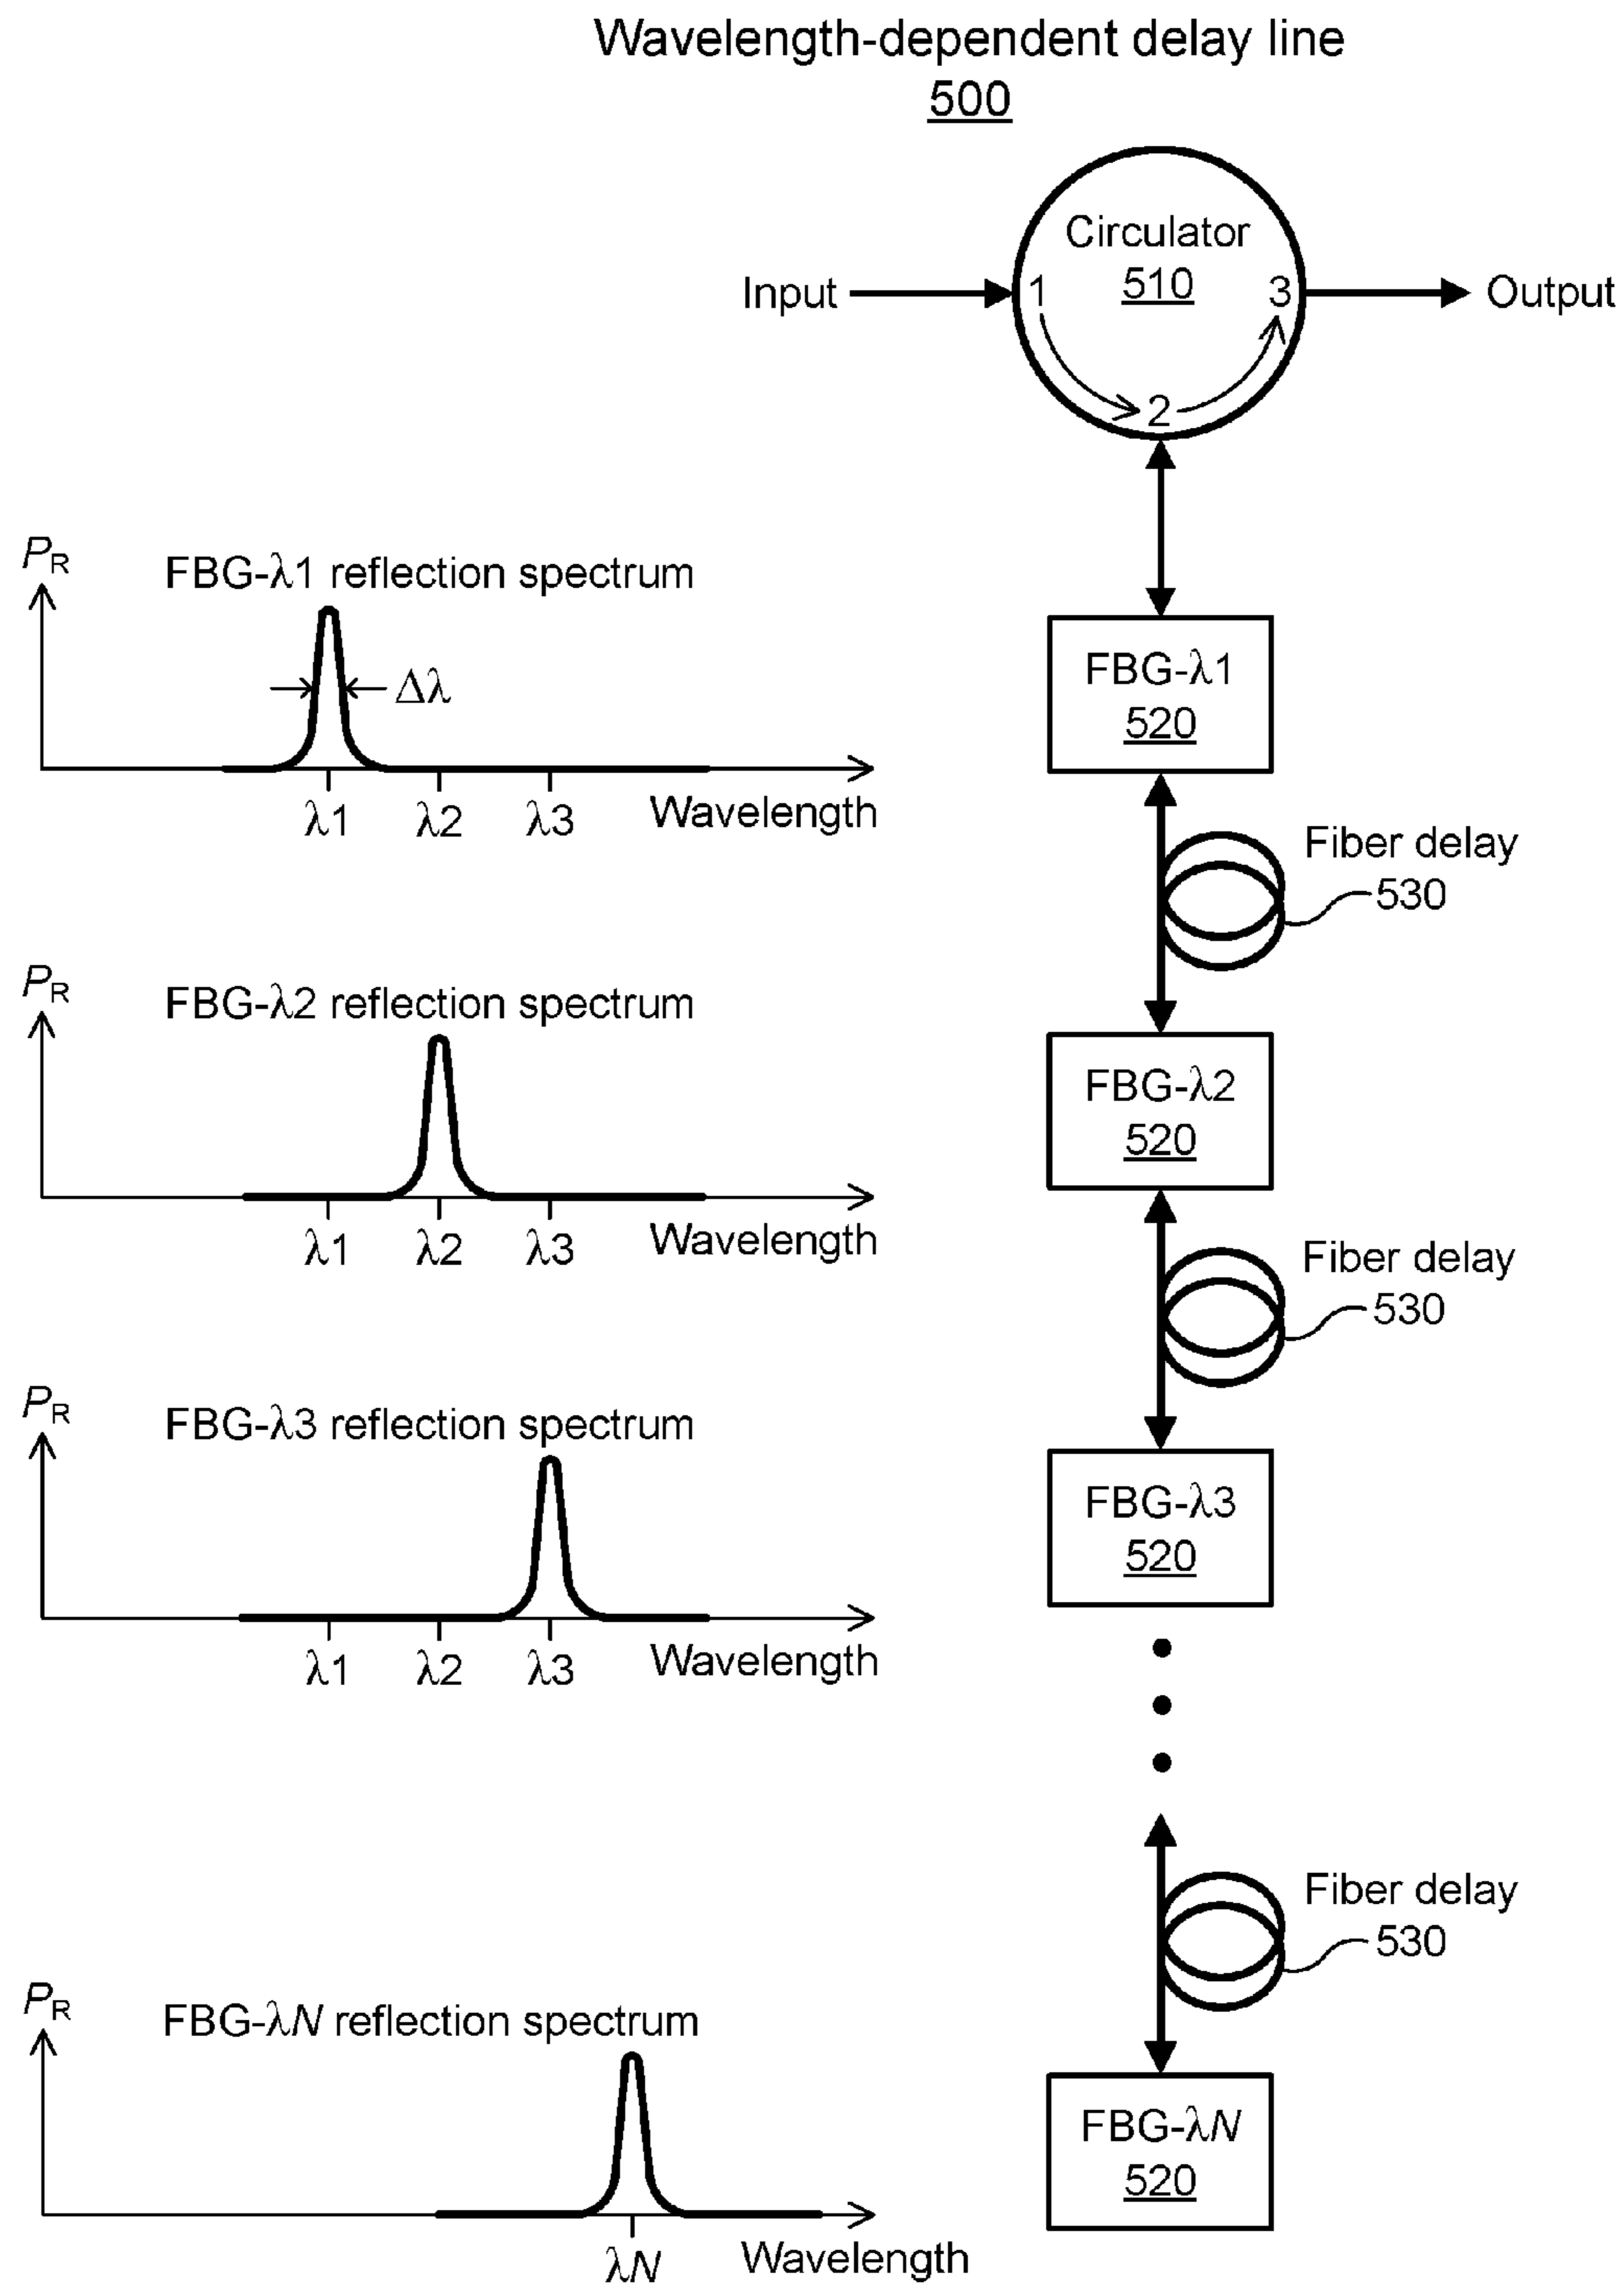 Wavelength-dependent delay line
500
Circulator
510
Input
1
3
Output
2
PR
FBG-λ1 reflection spectrum
Δλ
λ1 λ2 λ3 Wavelength
FBG-λ1
520
Fiber delay
530
PR
FBG-λ2 reflection spectrum
λ1 λ2 λ3 Wavelength
FBG-λ2
520
Fiber delay
530
PR
FBG-λ3 reflection spectrum
λ1 λ2 λ3 Wavelength
FBG-λ3
520
Fiber delay
530
PR
FBG-λN reflection spectrum
λN Wavelength
FBG-λN
520